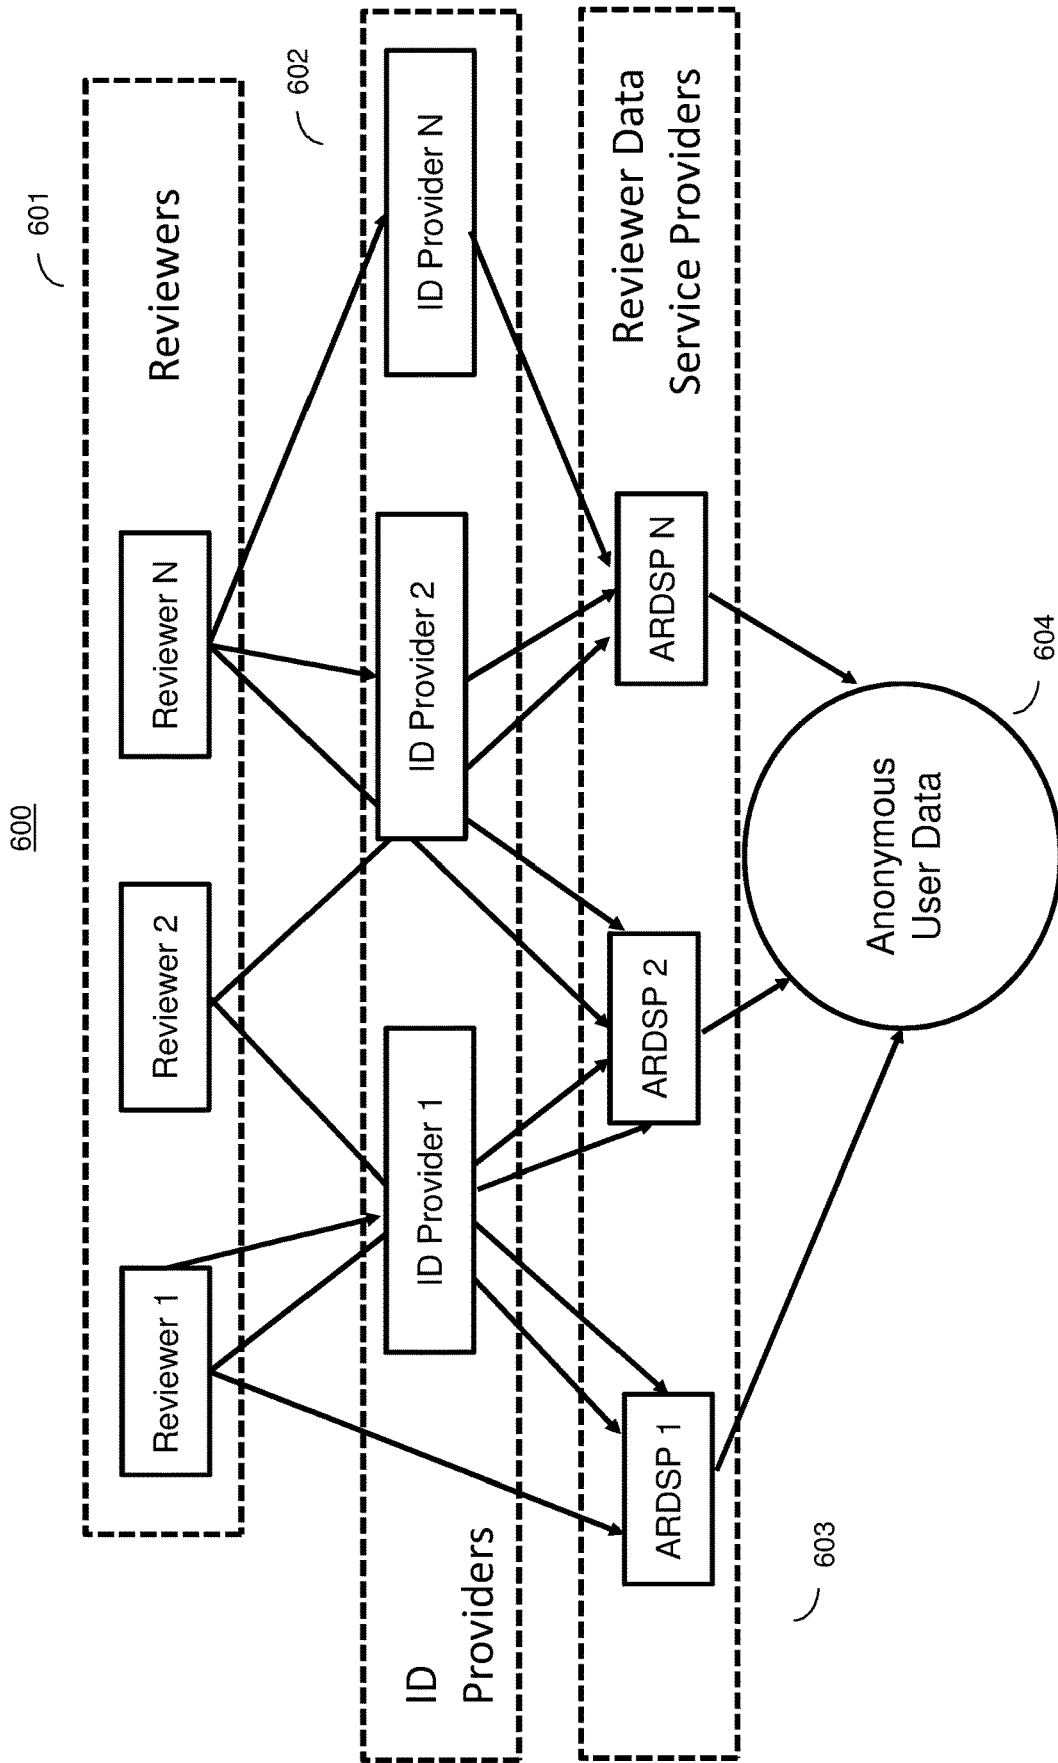 600
601
Reviewer 1
Reviewer 2
Reviewer N
Reviewers
602
ID
Providers
ID Provider 1
ID Provider 2
ID Provider N
ARDSP 1
ARDSP 2
ARDSP N
Reviewer Data
Service Providers
603
Anonymous
User Data
604